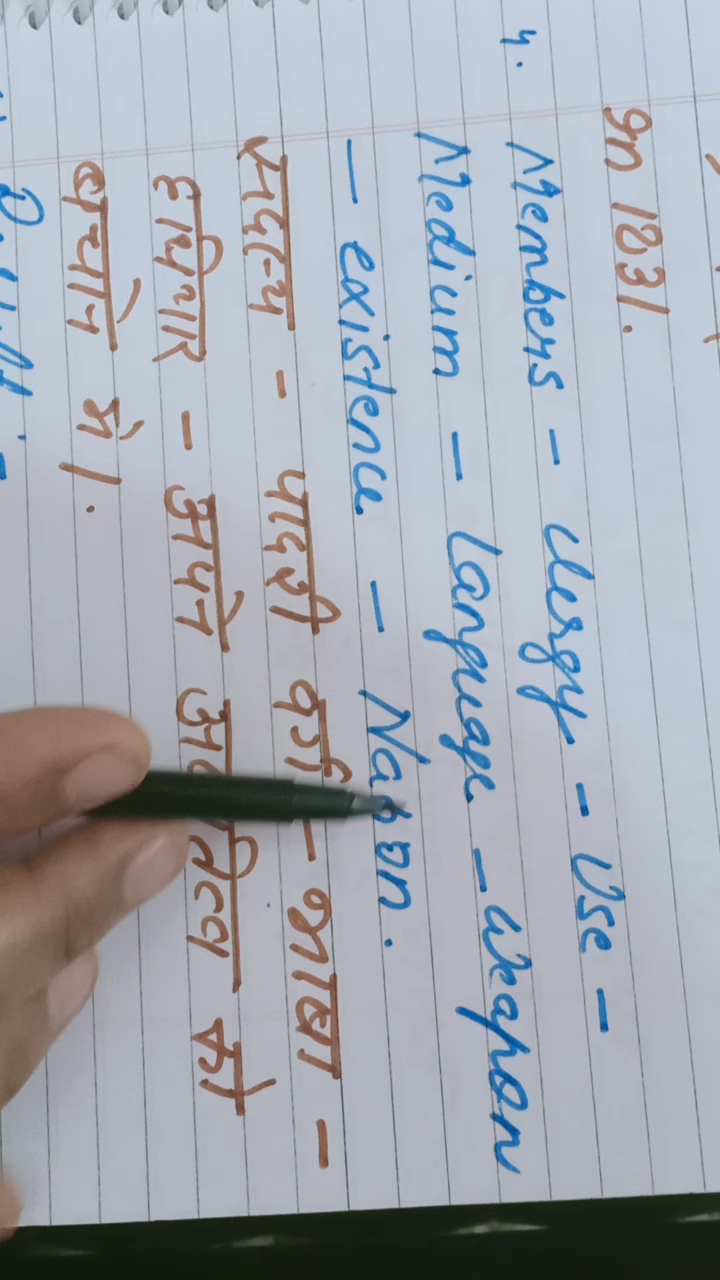 In 1831.
4. Members - clergy - Use -
Medium - Language - Weapon
- existence - Nation.
सदस्य - पादरी वर्ग - भाषा -
हथियार - अपने अस्तित्व को
बचाने में।